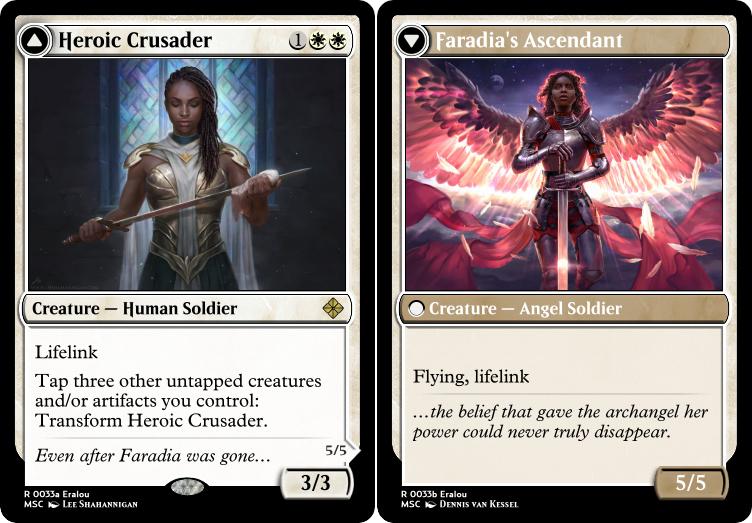 Heroic Crusader
1
Creature — Human Soldier
Lifelink
Tap three other untapped creatures
and/or artifacts you control:
Transform Heroic Crusader.
Even after Faradia was gone…
5/5
3/3
R 0033a Eralou
MSC Lee Shahannigan
Faradia's Ascendant
Creature — Angel Soldier
Flying, lifelink
…the belief that gave the archangel her
power could never truly disappear.
5/5
R 0033b Eralou
MSC Dennis van Kessel